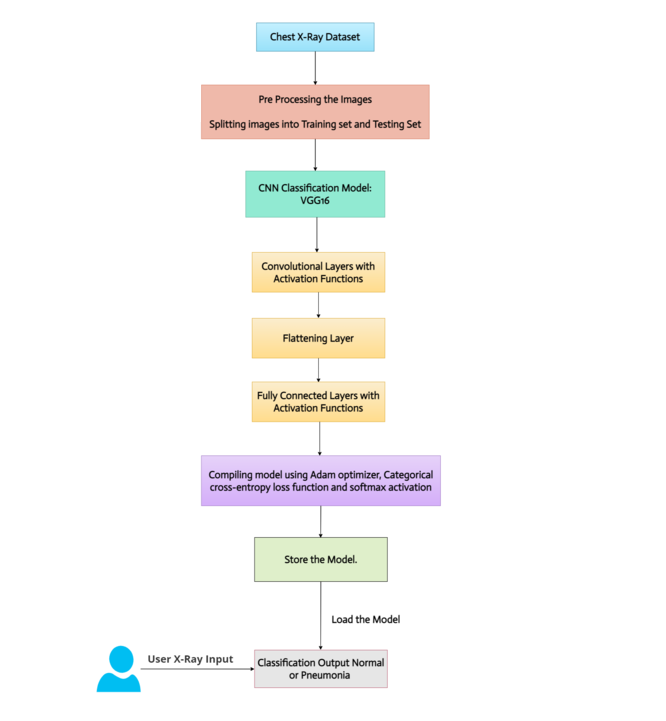 Chest X-Ray Dataset
Pre Processing the Images
Splitting images into Training set and Testing Set
CNN Classification Model:
VGG16
Convolutional Layers with
Activation Functions
Flattening Layer
Fully Connected Layers with
Activation Functions
Compiling model using Adam optimizer, Categorical
cross-entropy loss function and softmax activation
Store the Model.
Load the Model
User X-Ray Input
Classification Output Normal
or Pneumonia